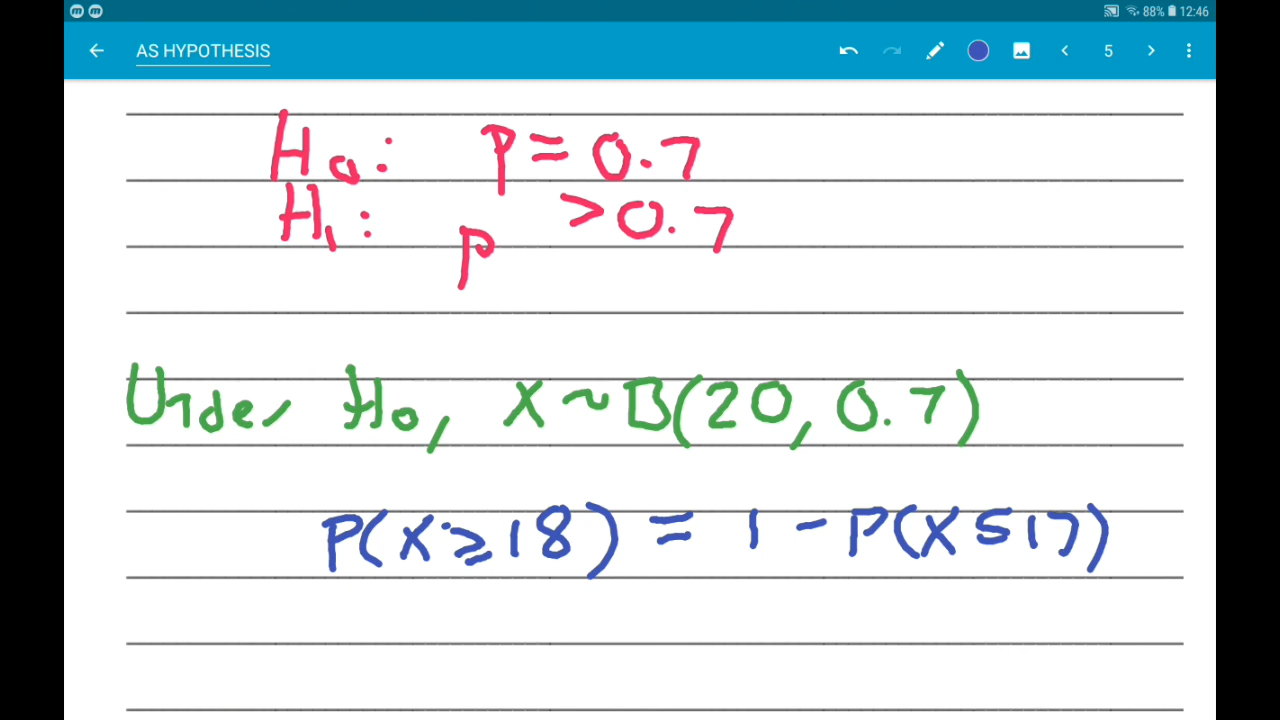 88% 12:46
AS HYPOTHESIS 5
H0: p = 0.7
H1: p > 0.7
Under H0, X ~ B(20, 0.7)
P(X ≥ 18) = 1 - P(X ≤ 17)